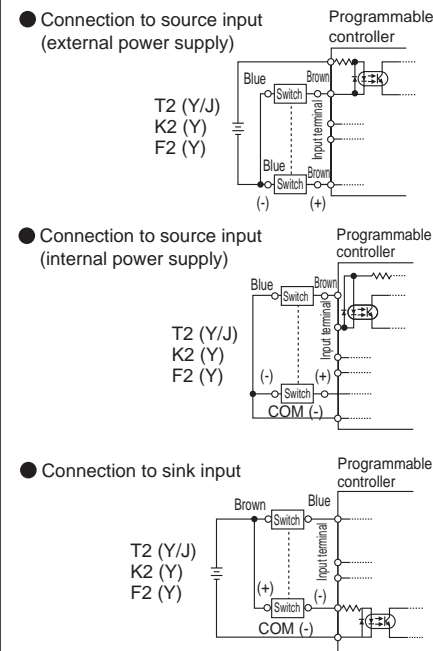 ● Connection to source input
(external power supply)
Programmable
controller
Blue
Brown
Switch
T2 (Y/J)
K2 (Y)
F2 (Y)
Input terminal
Blue
Brown
Switch
(-)
(+)
● Connection to source input
(internal power supply)
Programmable
controller
Blue
Brown
Switch
T2 (Y/J)
K2 (Y)
F2 (Y)
Input terminal
(-)
(+)
Switch
COM (-)
● Connection to sink input
Programmable
controller
Brown
Blue
Switch
T2 (Y/J)
K2 (Y)
F2 (Y)
Input terminal
(+)
(-)
Switch
COM (-)